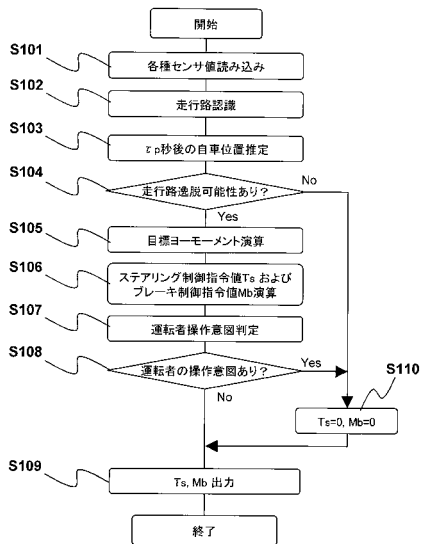 開始
S101
各種センサ値読み込み
S102
走行路認識
S103
τp秒後の自車位置推定
S104
走行路逸脱可能性あり?
No
Yes
S105
目標ヨーモーメント演算
S106
ステアリング制御指令値Ts および
ブレーキ制御指令値Mb演算
S107
運転者操作意図判定
S108
運転者の操作意図あり?
Yes
No
S110
Ts=0, Mb=0
S109
Ts, Mb 出力
終了